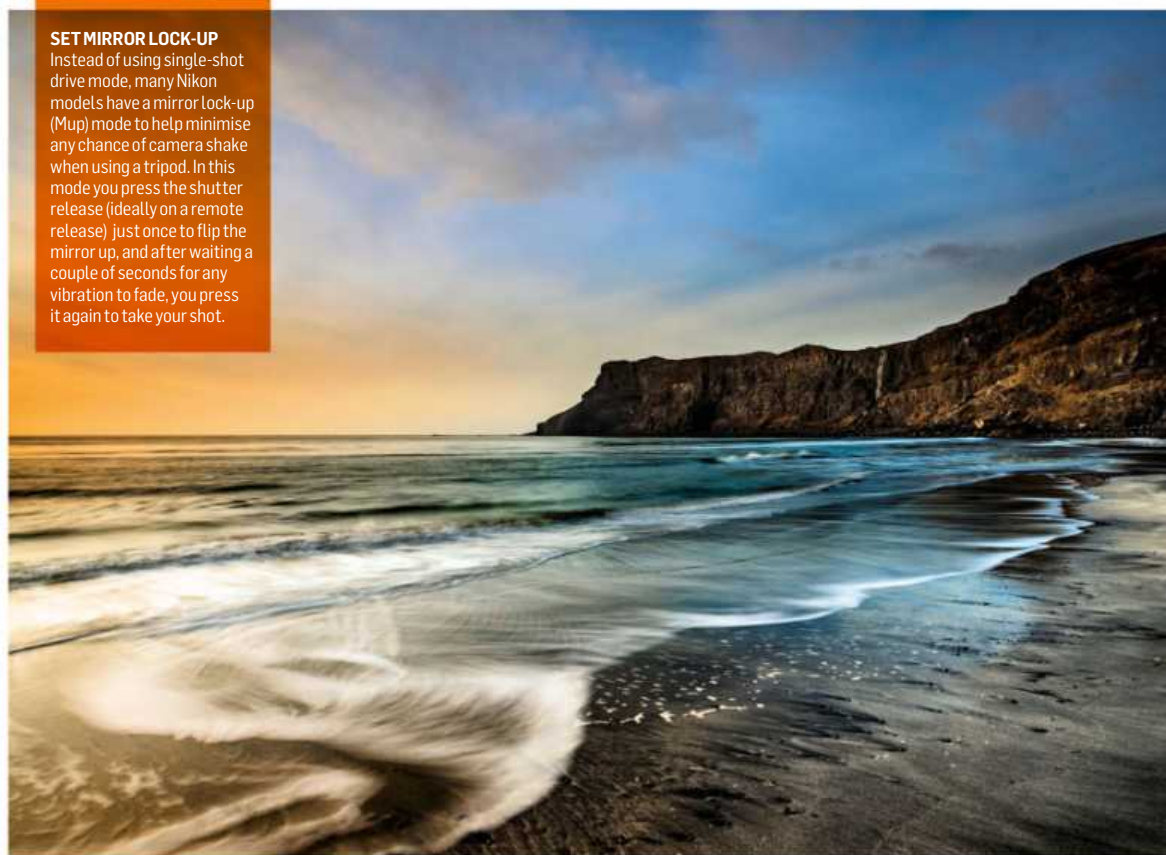 SET MIRROR LOCK-UP
Instead of using single-shot
drive mode, many Nikon
models have a mirror lock-up
(Mup) mode to help minimise
any chance of camera shake
when using a tripod. In this
mode you press the shutter
release (ideally on a remote
release) just once to flip the
mirror up, and after waiting a
couple of seconds for any
vibration to fade, you press
it again to take your shot.